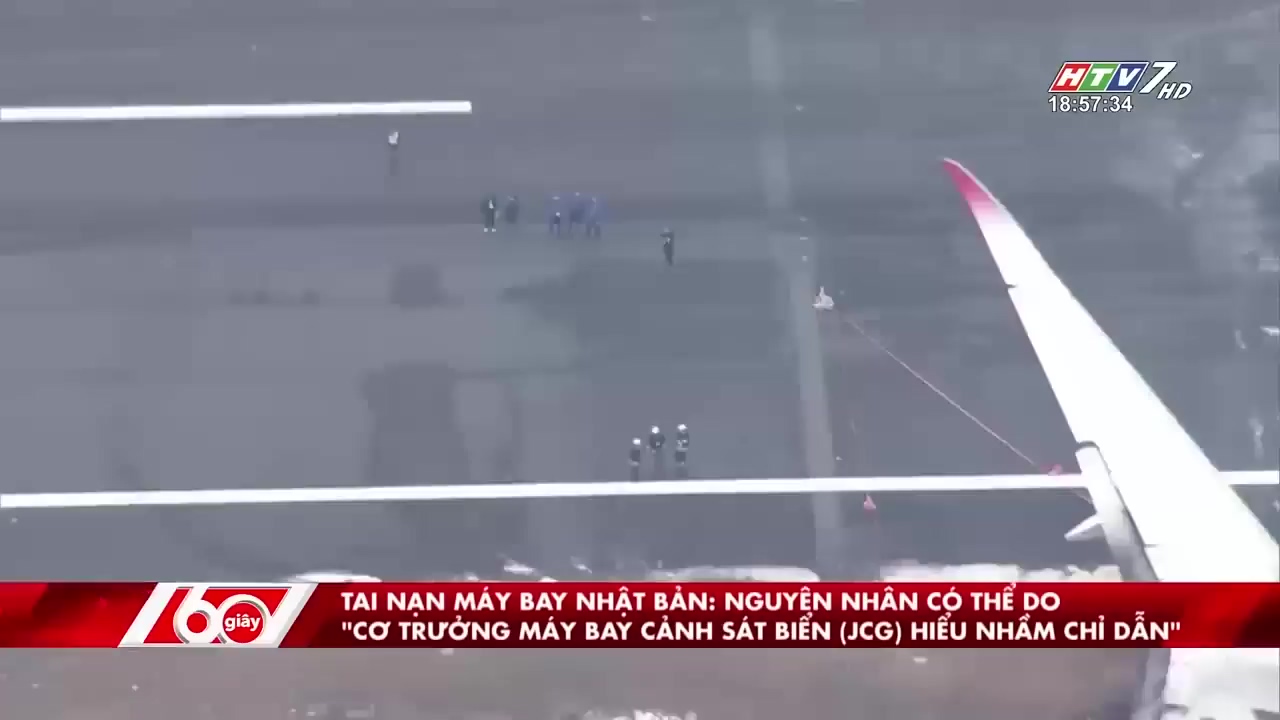 HTV7 HD
18:57:34
60 giây
TAI NẠN MÁY BAY NHẬT BẢN: NGUYÊN NHÂN CÓ THỂ DO
"CƠ TRƯỞNG MÁY BAY CẢNH SÁT BIỂN (JCG) HIỂU NHẦM CHỈ DẪN"